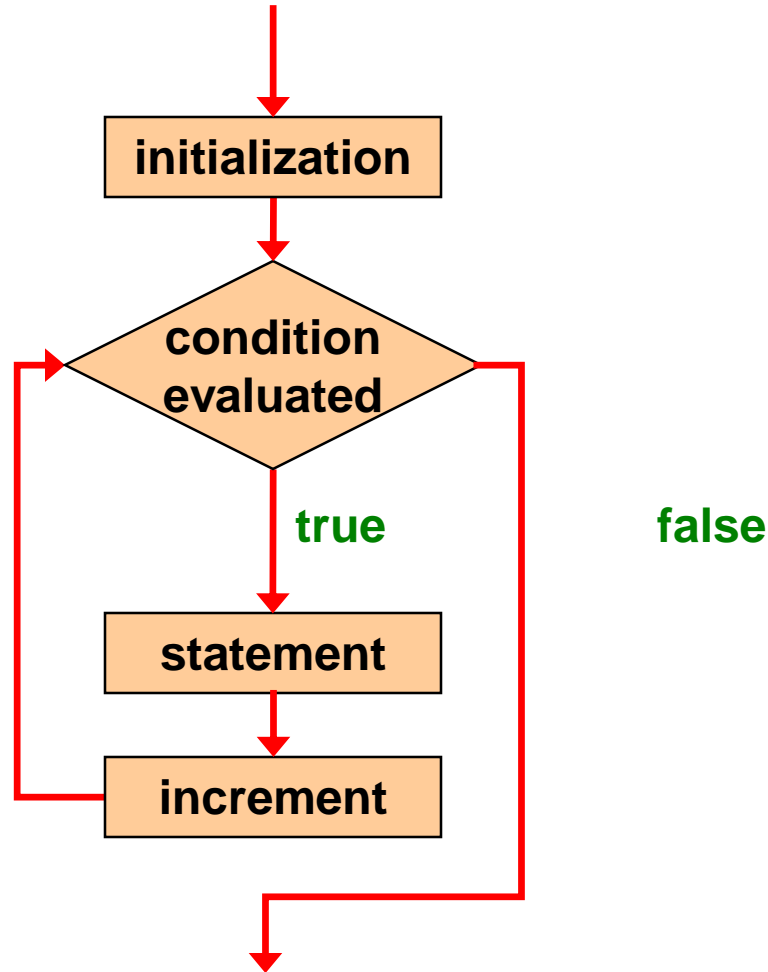 initialization
condition
evaluated
true
false
statement
increment